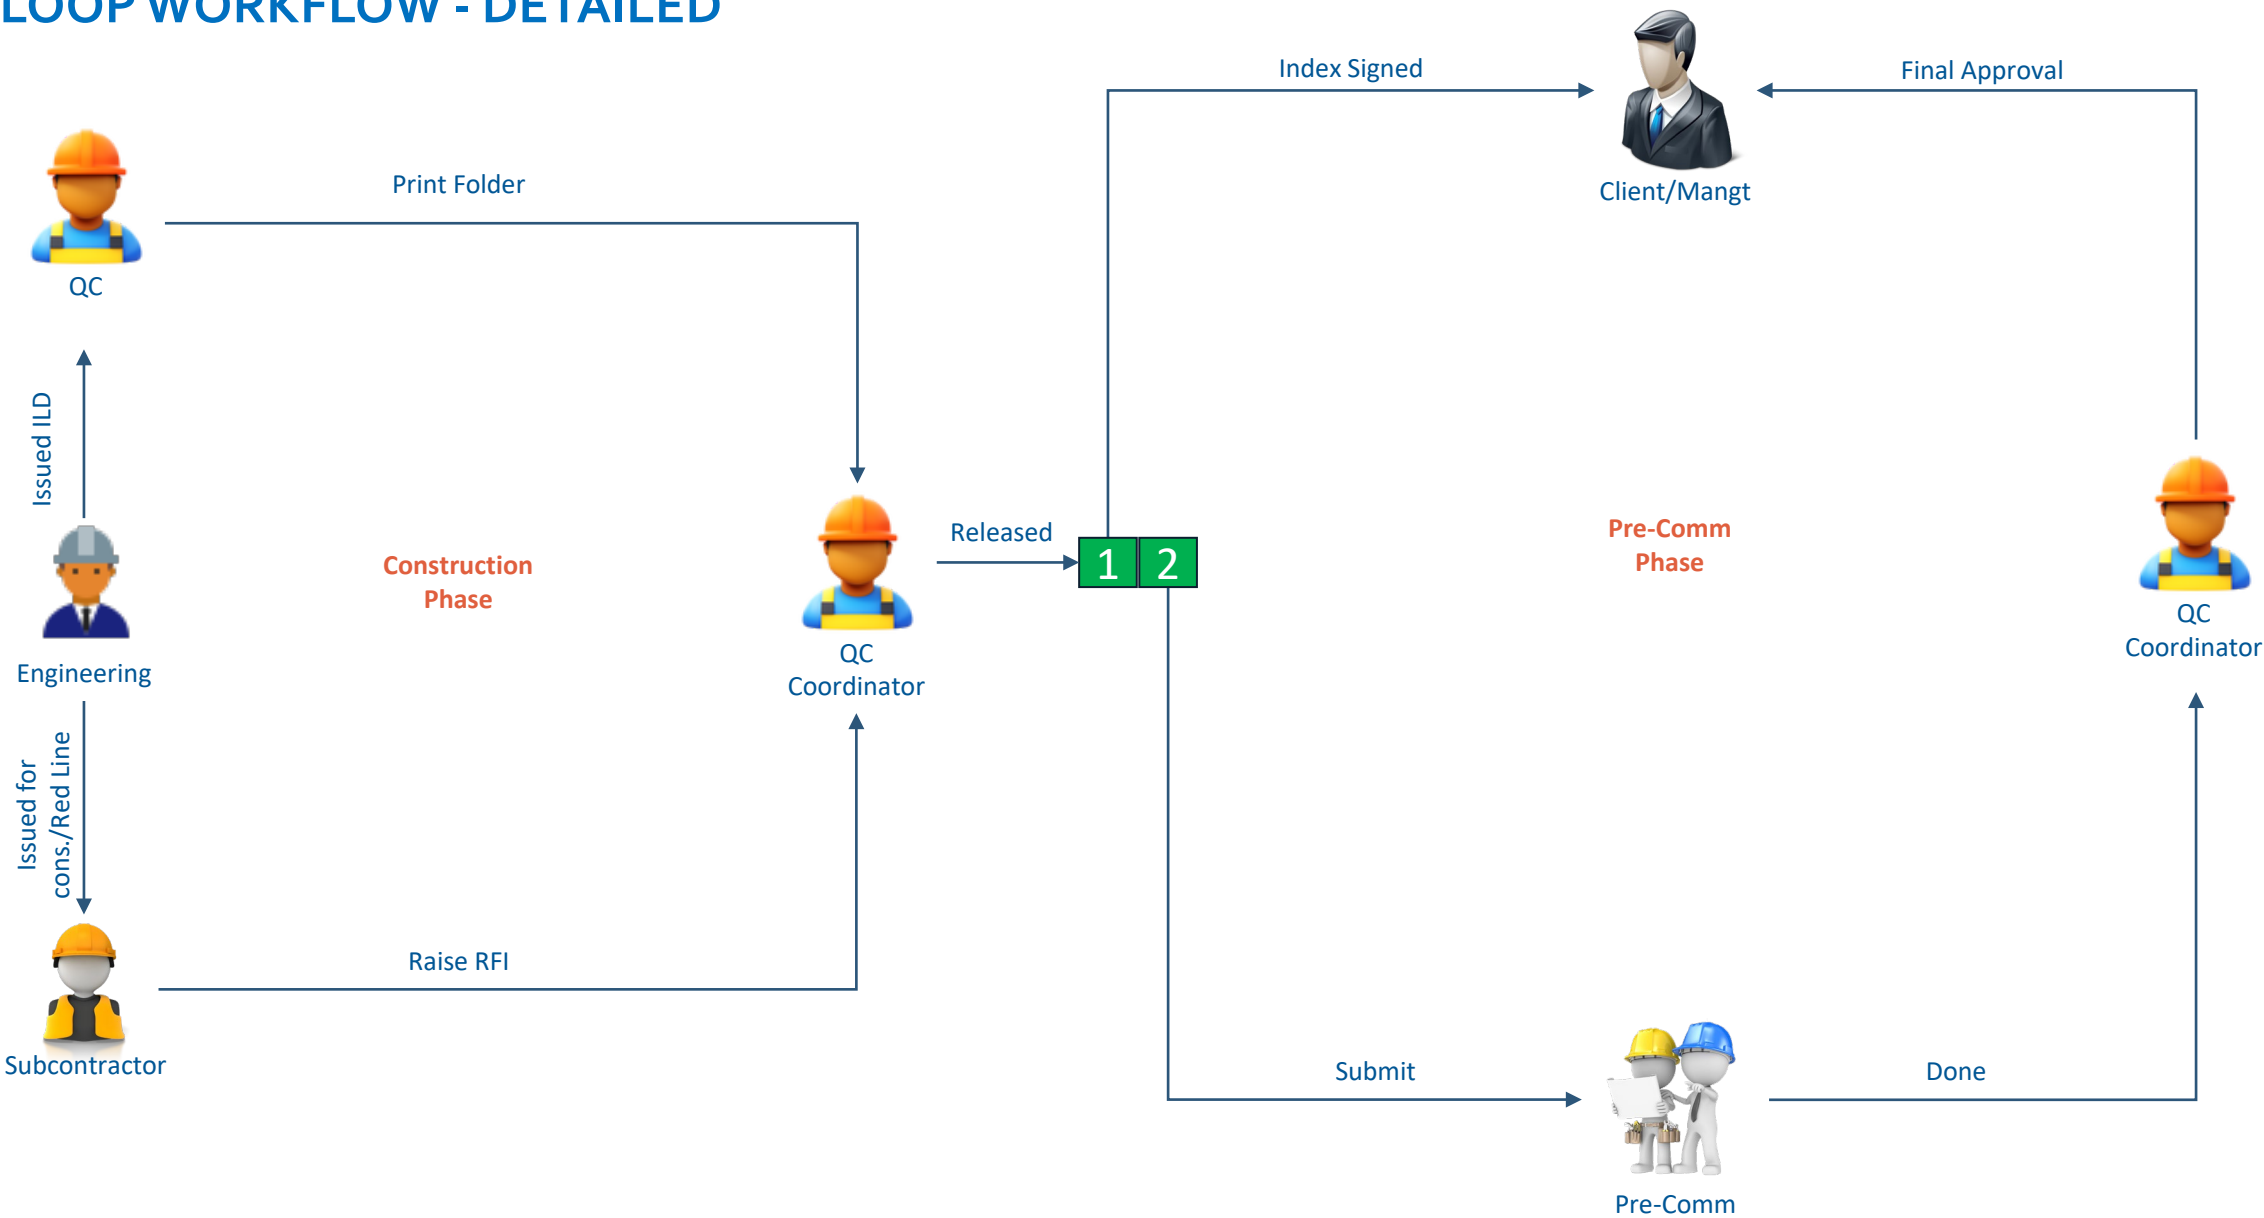 LOOP WORKFLOW - DETAILED
Index Signed
Final Approval
Client/Mangt
Print Folder
QC
Issued ILD
Engineering
Construction
Phase
Issued for
cons./Red Line
Subcontractor
Raise RFI
QC
Coordinator
Released
1 2
Pre-Comm
Phase
QC
Coordinator
Submit
Done
Pre-Comm